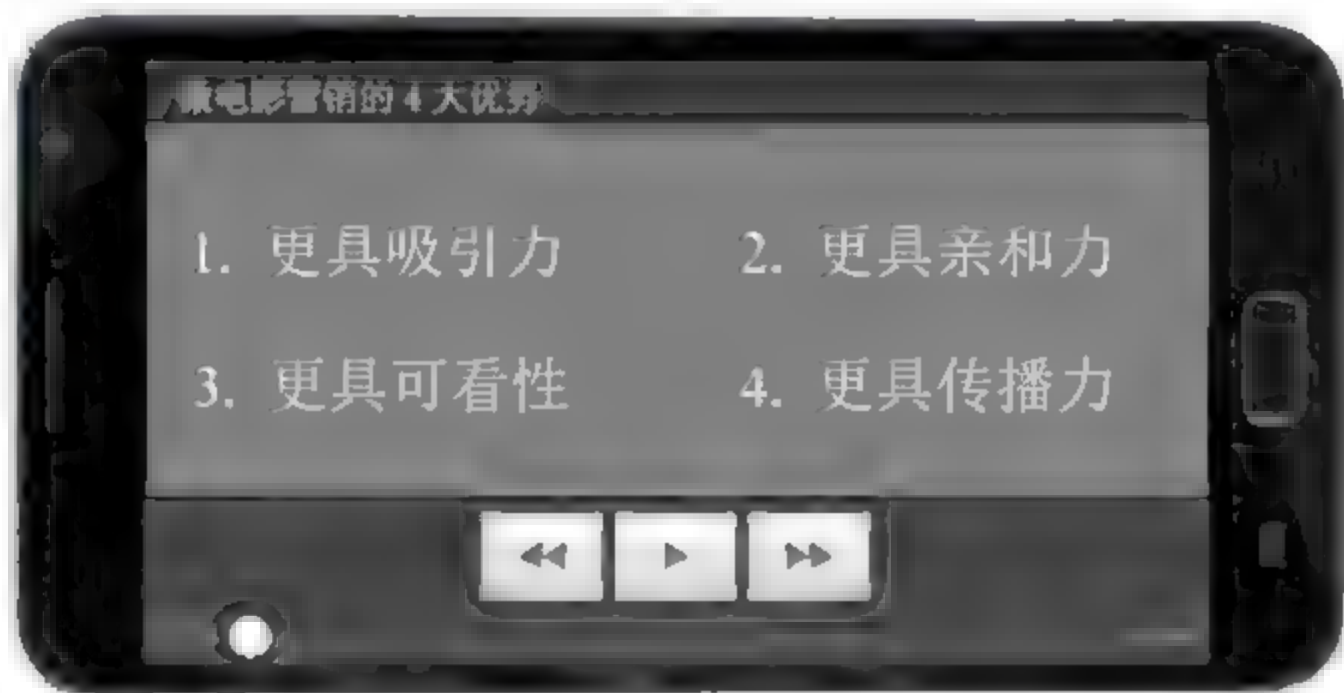 电影营销的 4 大优势
1. 更具吸引力 2. 更具亲和力
3. 更具可看性 4. 更具传播力